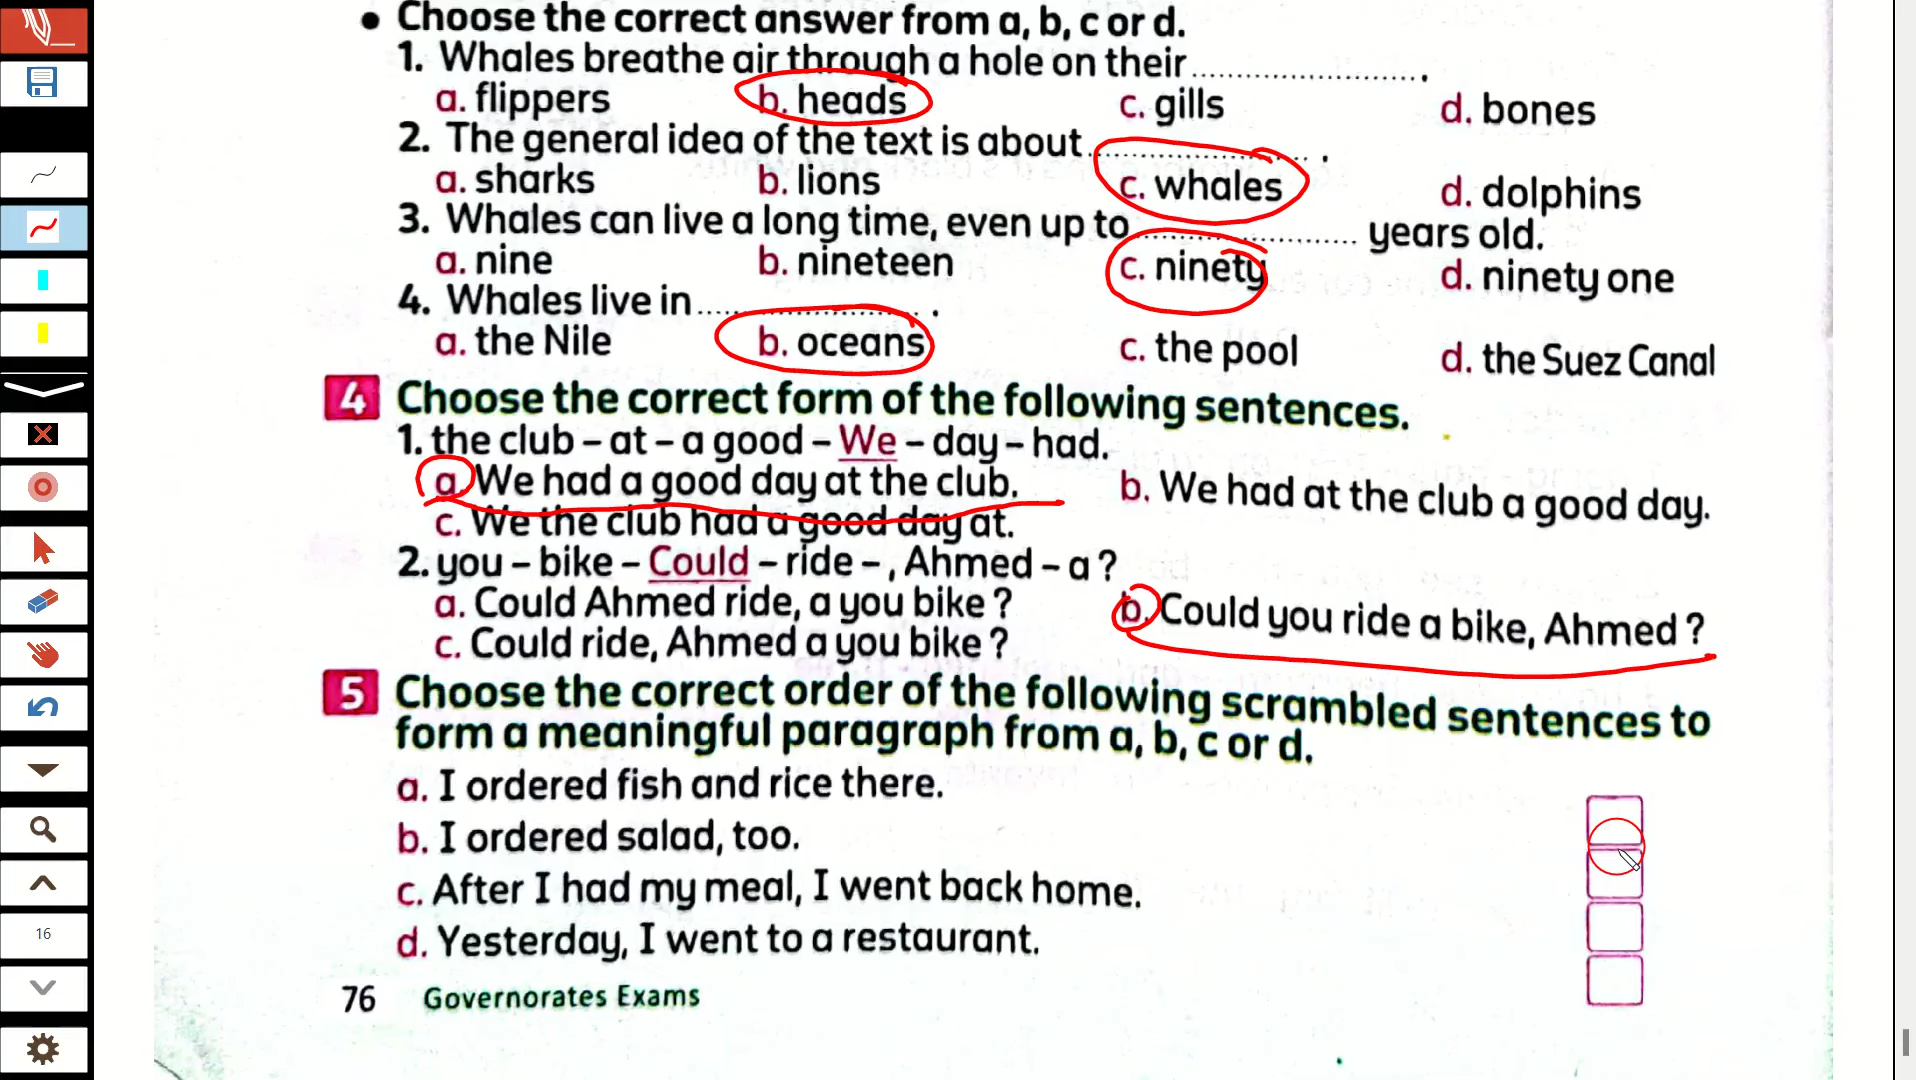 ● Choose the correct answer from a, b, c or d.
1. Whales breathe air through a hole on their ........................ .
a. flippers b. heads c. gills d. bones
2. The general idea of the text is about ........................ .
a. sharks b. lions c. whales d. dolphins
3. Whales can live a long time, even up to ........................ years old.
a. nine b. nineteen c. ninety d. ninety one
4. Whales live in ........................ .
a. the Nile b. oceans c. the pool d. the Suez Canal
4 Choose the correct form of the following sentences.
1. the club – at – a good – We – day – had.
a. We had a good day at the club. b. We had at the club a good day.
c. We the club had a good day at.
2. you – bike – Could – ride – , Ahmed – a ?
a. Could Ahmed ride, a you bike ? b. Could you ride a bike, Ahmed ?
c. Could ride, Ahmed a you bike ?
5 Choose the correct order of the following scrambled sentences to
form a meaningful paragraph from a, b, c or d.
a. I ordered fish and rice there.
b. I ordered salad, too.
c. After I had my meal, I went back home.
d. Yesterday, I went to a restaurant.
76 Governorates Exams
16